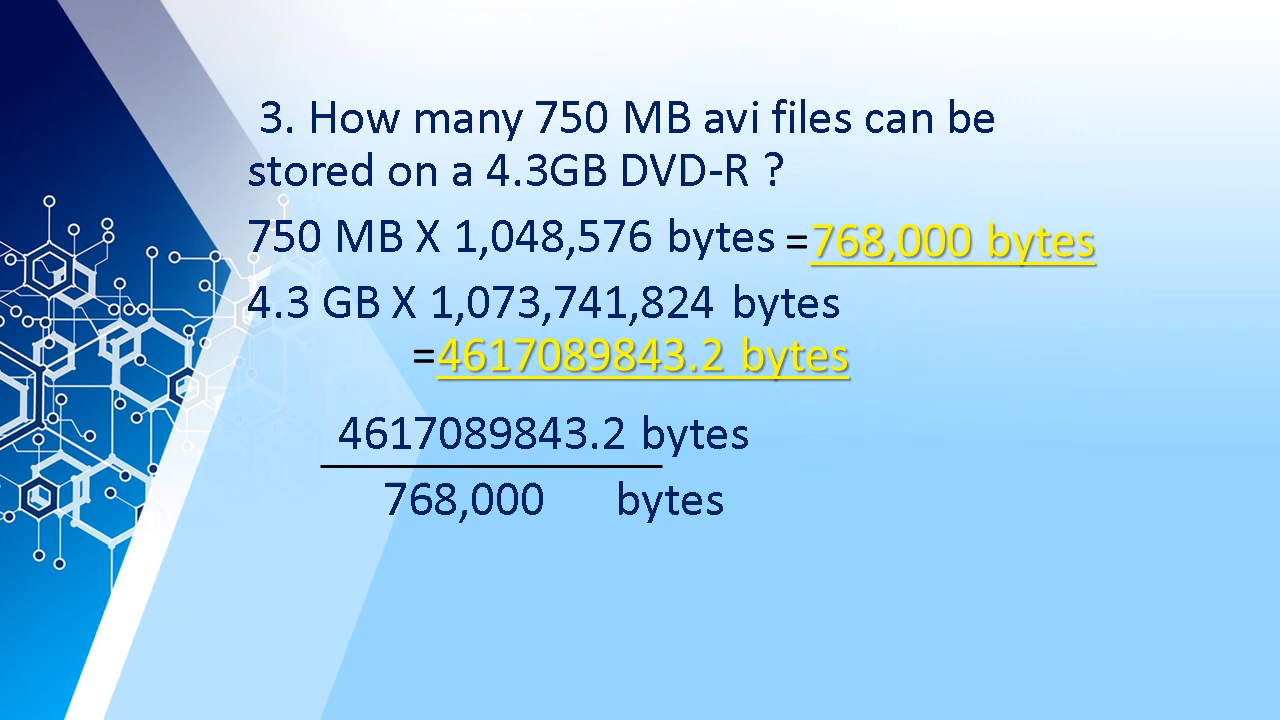 3. How many 750 MB avi files can be
stored on a 4.3GB DVD-R ?
750 MB X 1,048,576 bytes =768,000 bytes
4.3 GB X 1,073,741,824 bytes
=4617089843.2 bytes
4617089843.2 bytes
768,000 bytes